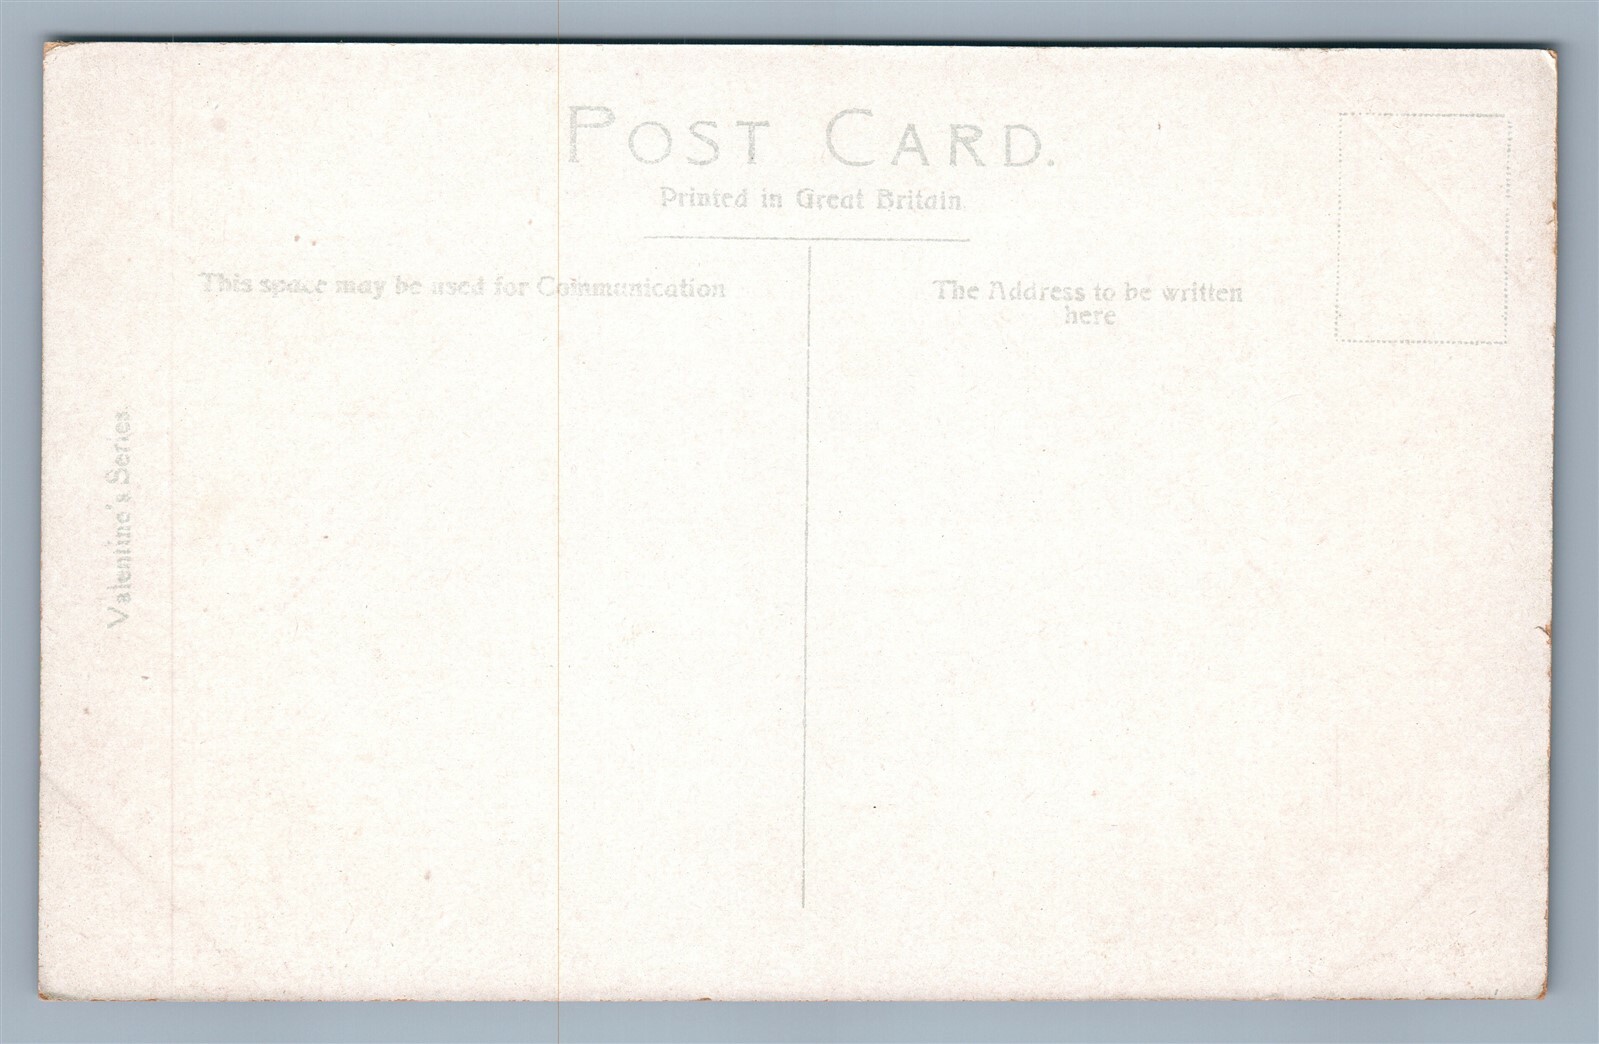 POST CARD.
Printed in Great Britain.
This space may be used for Communication
The Address to be written
here
Valentine's Series.